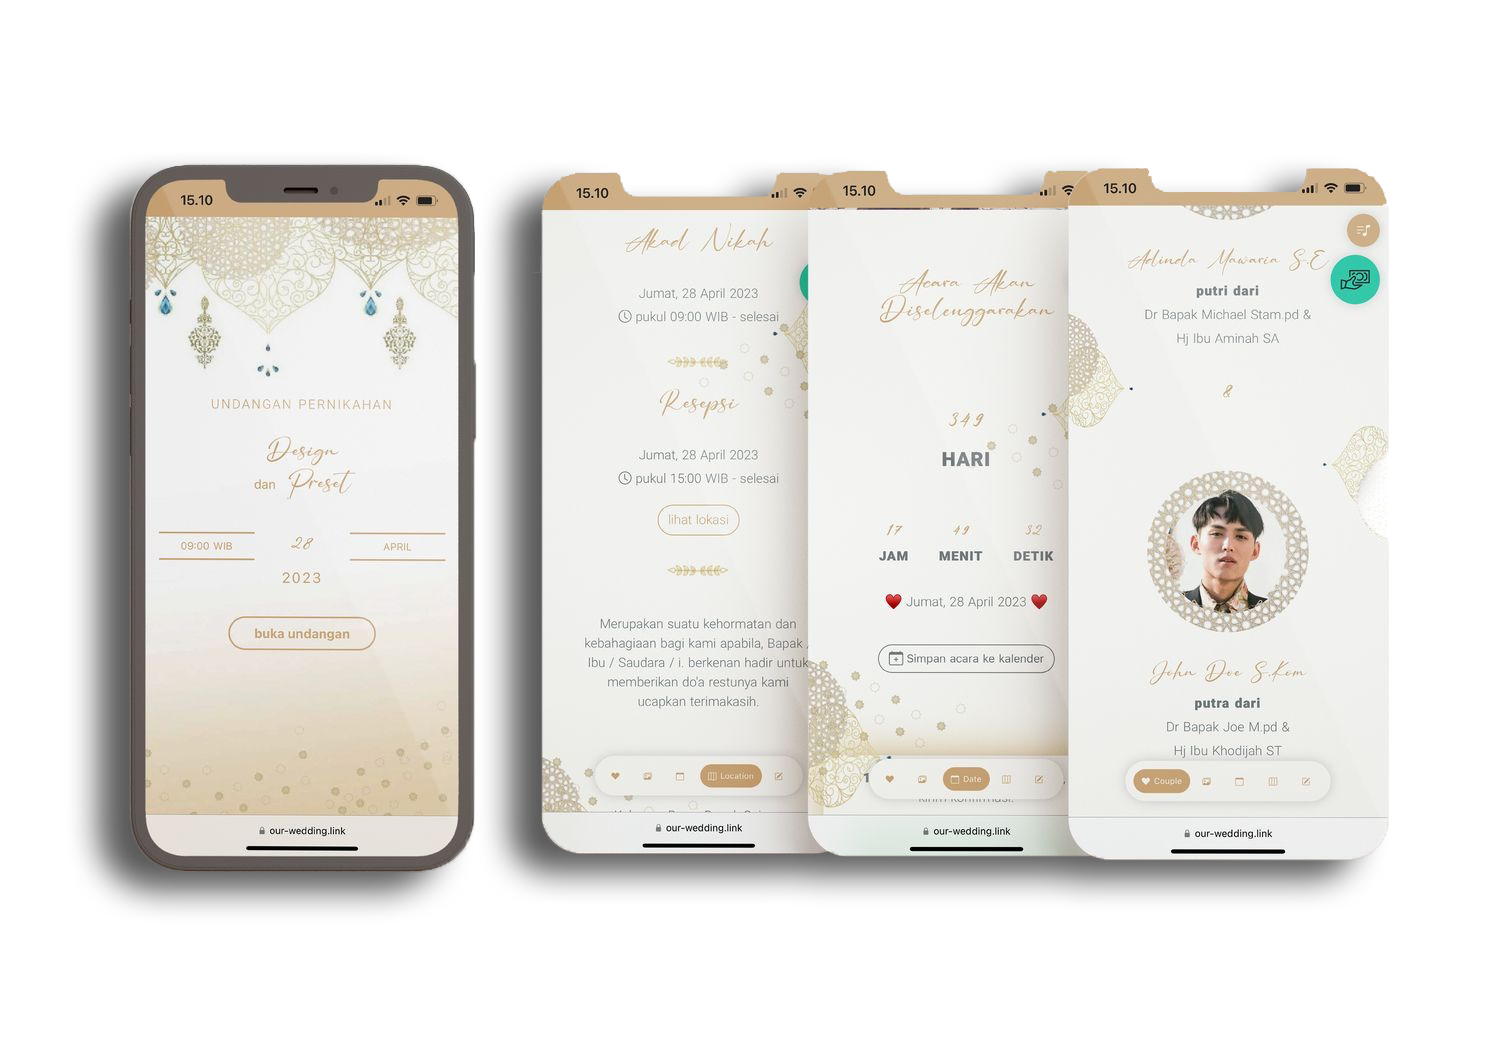 15.10
UNDANGAN PERNIKAHAN
Design
dan Preset
09:00 WIB
28
APRIL
2023
buka undangan
our-wedding.link
15.10
Akad Nikah
Jumat, 28 April 2023
pukul 09:00 WIB - selesai
Resepsi
Jumat, 28 April 2023
pukul 15:00 WIB - selesai
lihat lokasi
Merupakan suatu kehormatan dan
kebahagiaan bagi kami apabila, Bapak /
Ibu / Saudara / i. berkenan hadir untuk
memberikan do'a restunya kami
ucapkan terimakasih.
Location
our-wedding.link
15.10
Acara Akan
Diselenggarakan
349
HARI
17 49 32
JAM MENIT DETIK
Jumat, 28 April 2023
Simpan acara ke kalender
Date
kirim konfirmasi.
our-wedding.link
15.10
Adinda Mawaria S.E
putri dari
Dr Bapak Michael Stam.pd &
Hj Ibu Aminah SA
&
John Doe S.Kom
putra dari
Dr Bapak Joe M.pd &
Hj Ibu Khodijah ST
Couple
our-wedding.link